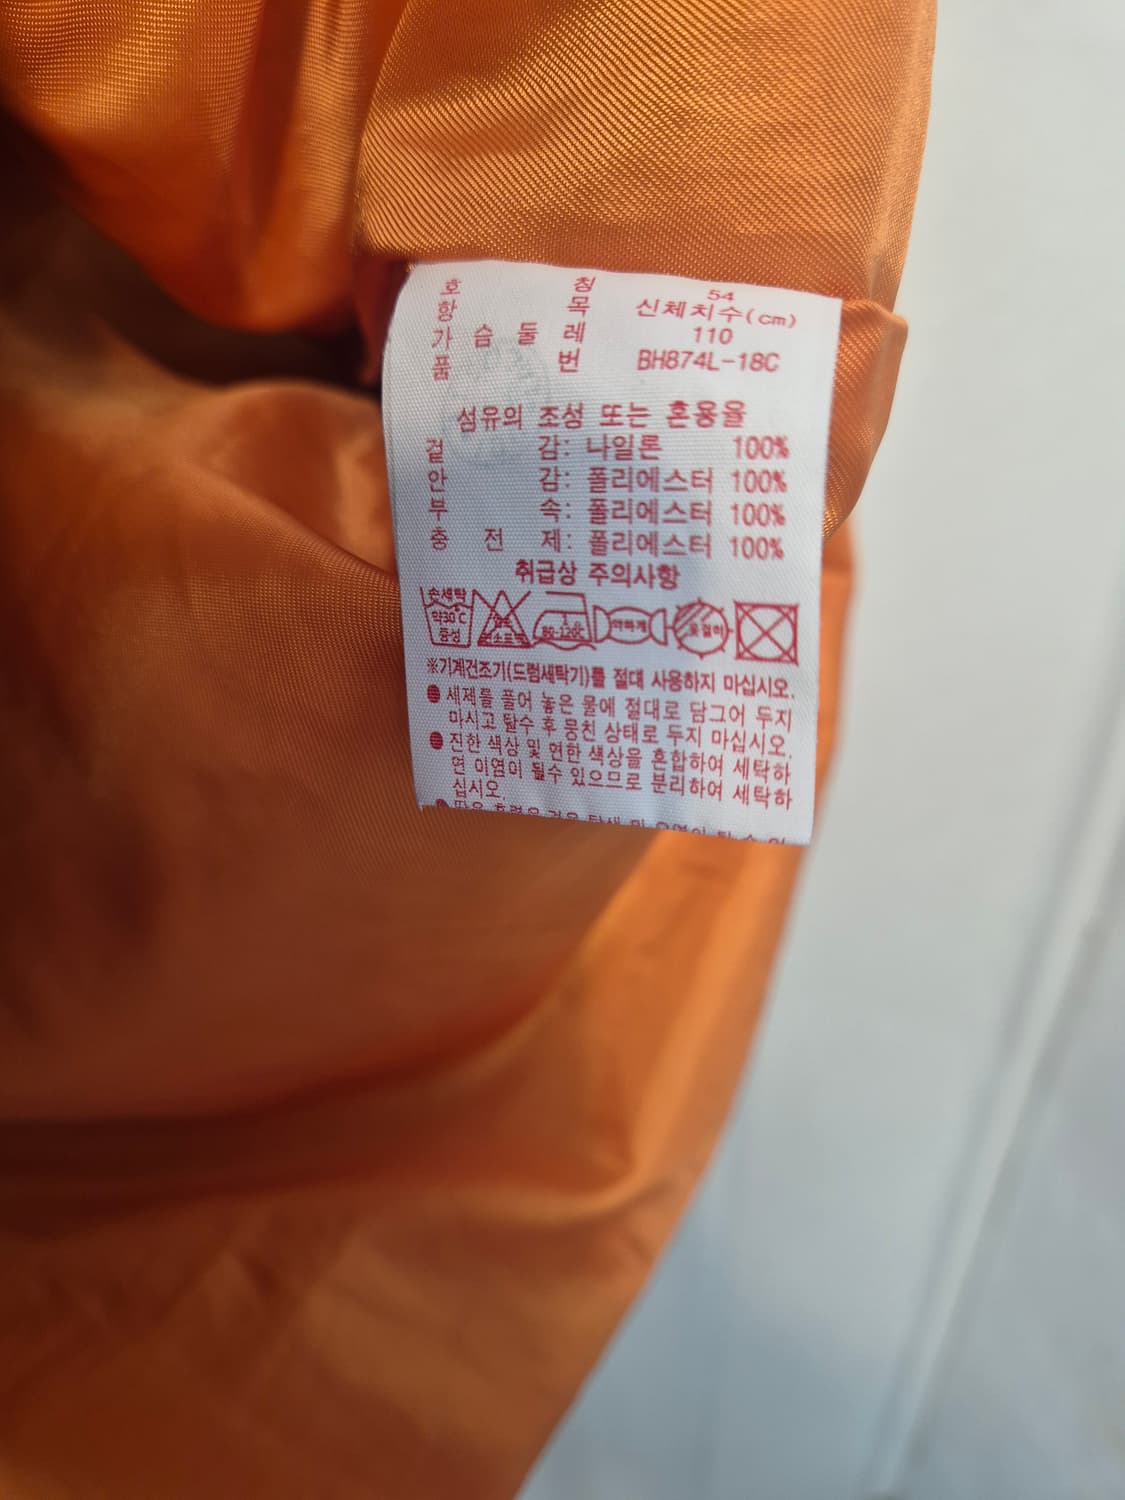 호 칭 54
항 목 신체치수(cm)
가 슴 둘 레 110
품 번 BH874L-18C
섬유의 조성 또는 혼용율
겉 감: 나일론 100%
안 감: 폴리에스터 100%
부 속: 폴리에스터 100%
충 전 제: 폴리에스터 100%
취급상 주의사항
손세탁
약30℃
중성
80-120℃
약하게
※기계건조기(드럼세탁기)를 절대 사용하지 마십시오.
● 세제를 풀어 놓은 물에 절대로 담그어 두지
마시고 탈수 후 뭉친 상태로 두지 마십시오.
● 진한 색상 및 연한 색상을 혼합하여 세탁하
면 이염이 될수 있으므로 분리하여 세탁하
십시오.